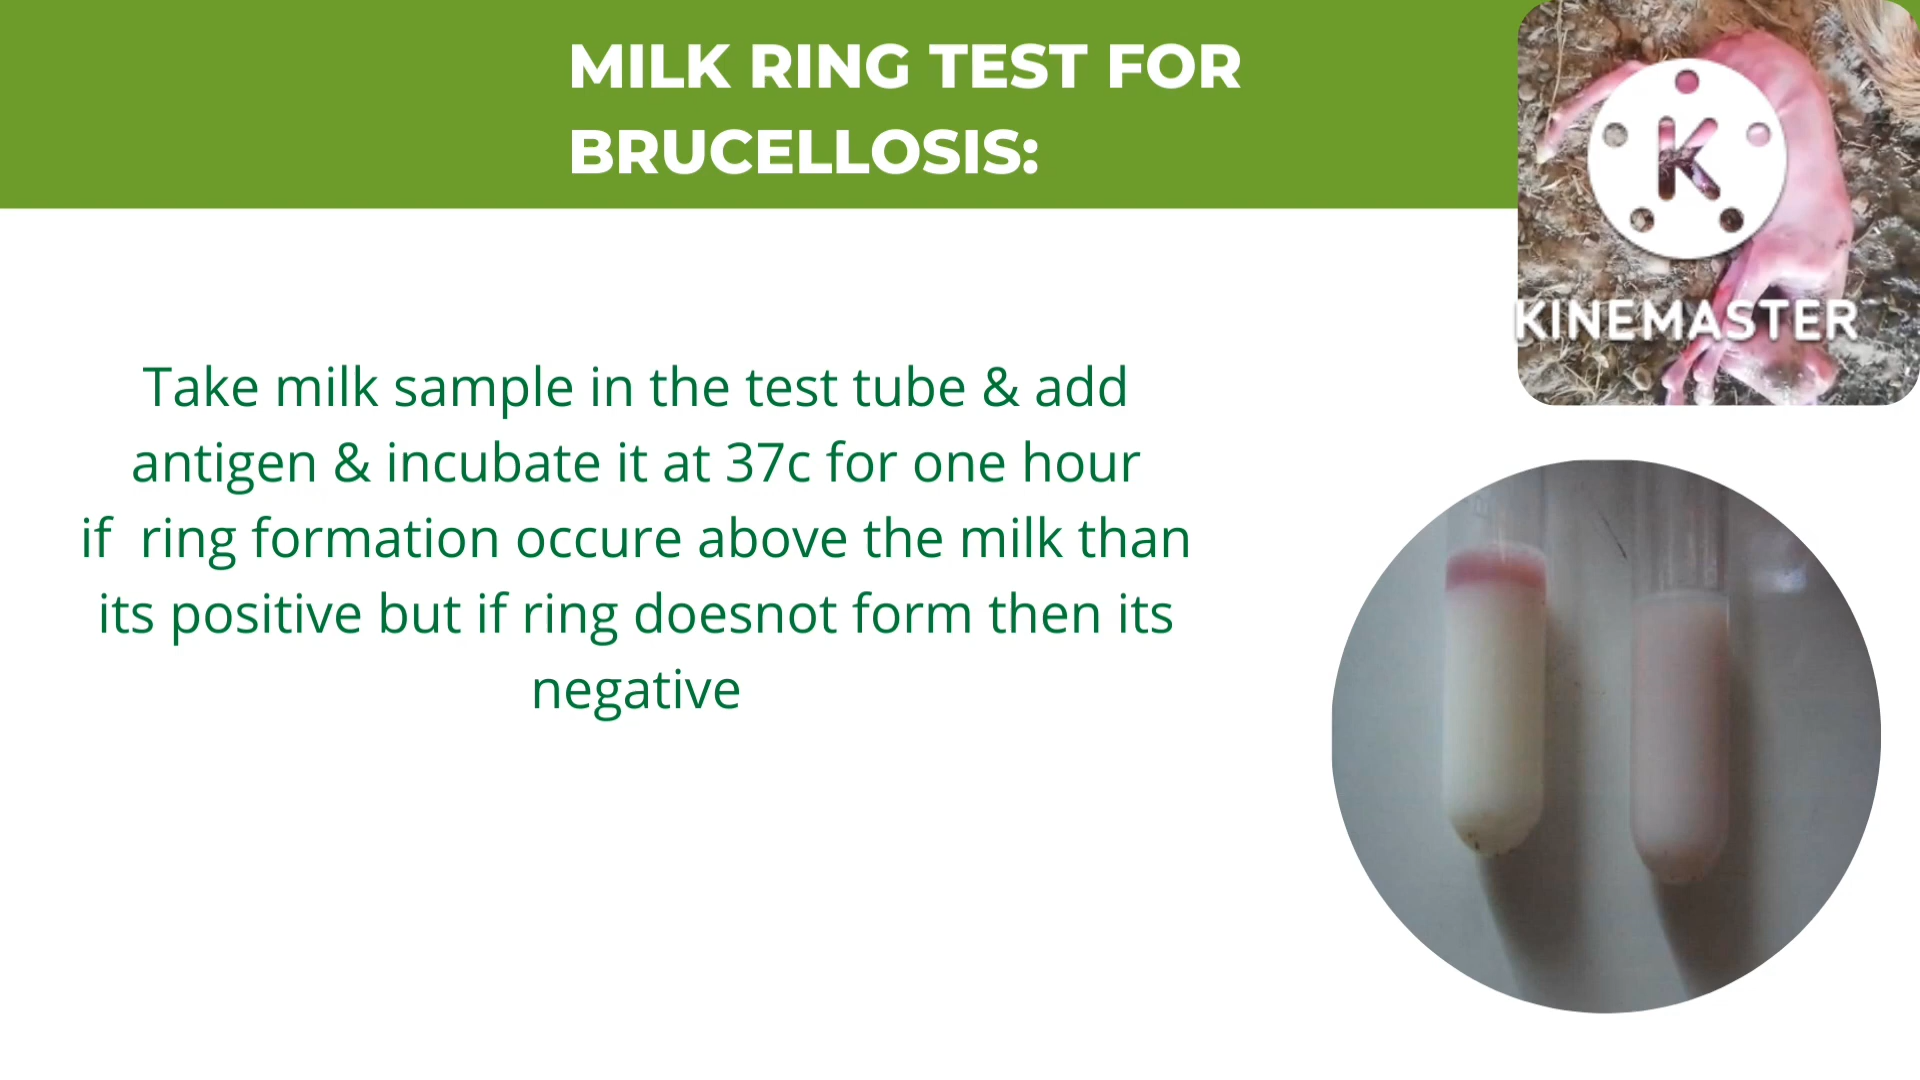 MILK RING TEST FOR
BRUCELLOSIS:
K
KINEMASTER
Take milk sample in the test tube & add
antigen & incubate it at 37c for one hour
if  ring formation occure above the milk than
its positive but if ring doesnot form then its
negative